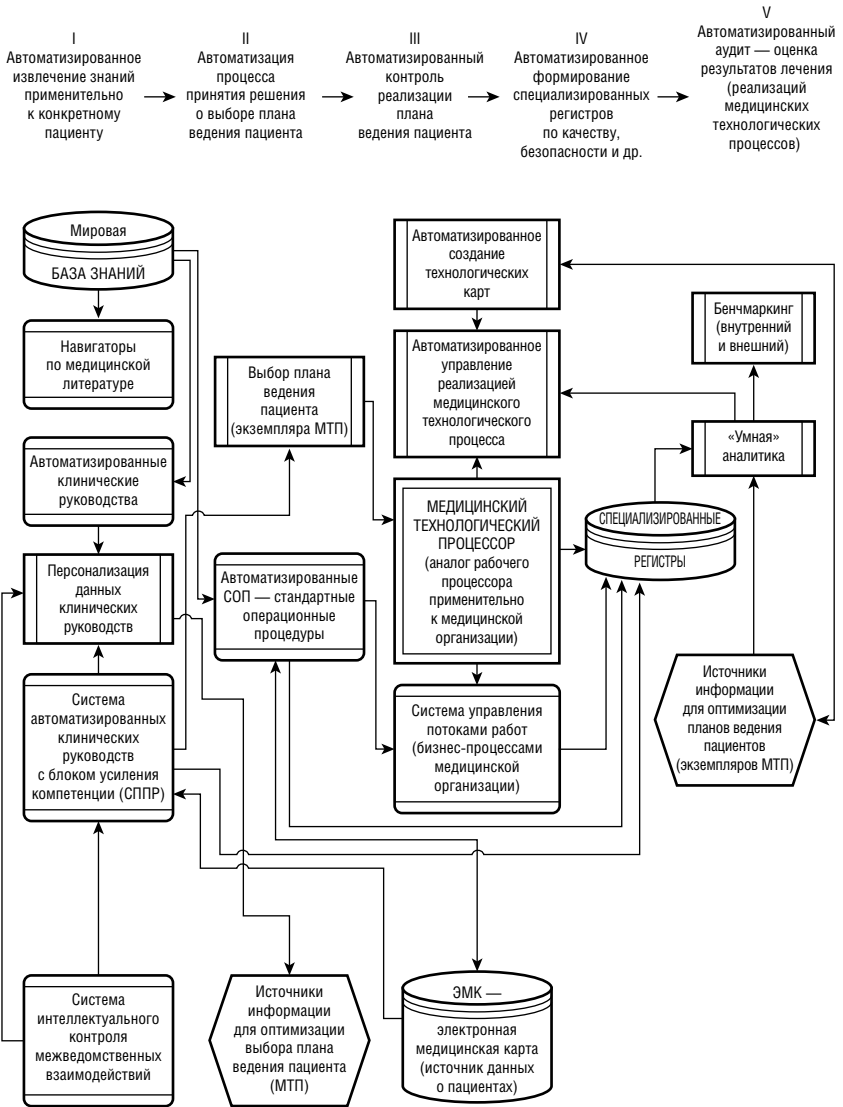 I
Автоматизированное
извлечение знаний
применительно
к конкретному
пациенту
II
Автоматизация
процесса
принятия решения
о выборе плана
ведения пациента
III
Автоматизированный
контроль
реализации
плана
ведения пациента
IV
Автоматизированное
формирование
специализированных
регистров
по качеству,
безопасности и др.
V
Автоматизированный
аудит — оценка
результатов лечения
(реализаций
медицинских
технологических
процессов)
Мировая
БАЗА ЗНАНИЙ
Навигаторы
по медицинской
литературе
Автоматизированные
клинические
руководства
Персонализация
данных
клинических
руководств
Система
автоматизированных
клинических
руководств
с блоком усиления
компетенции (СППР)
Система
интеллектуального
контроля
межведомственных
взаимодействий
Выбор плана
ведения
пациента
(экземпляра МТП)
Автоматизированные
СОП — стандартные
операционные
процедуры
Источники
информации
для оптимизации
выбора плана
ведения пациента
(МТП)
Автоматизированное
создание
технологических
карт
Автоматизированное
управление
реализацией
медицинского
технологического
процесса
МЕДИЦИНСКИЙ
ТЕХНОЛОГИЧЕСКИЙ
ПРОЦЕССОР
(аналог рабочего
процессора
применительно
к медицинской
организации)
Система управления
потоками работ
(бизнес-процессами
медицинской
организации)
ЭМК —
электронная
медицинская карта
(источник данных
о пациентах)
СПЕЦИАЛИЗИРОВАННЫЕ
РЕГИСТРЫ
Бенчмаркинг
(внутренний
и внешний)
«Умная»
аналитика
Источники
информации
для оптимизации
планов ведения
пациентов
(экземпляров МТП)